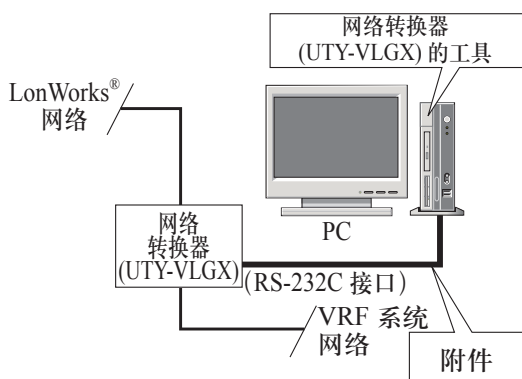 网络转换器
(UTY-VLGX) 的工具
LonWorks®
网络
PC
网络
转换器
(UTY-VLGX)
(RS-232C 接口)
VRF 系统
网络
附件